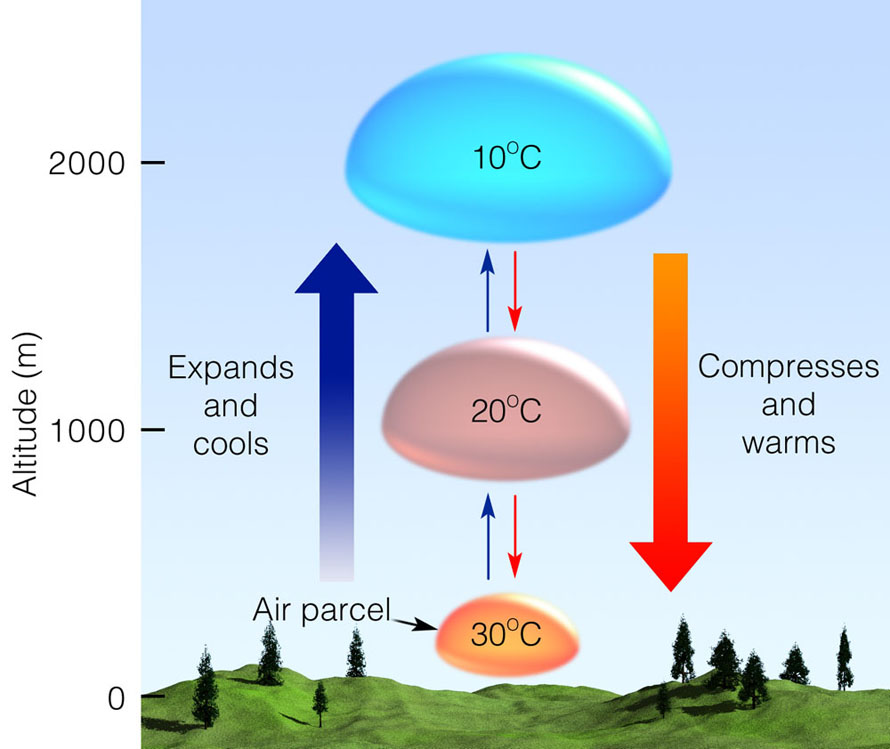 10°C
2000
20°C
1000
30°C
0
Altitude (m)
Expands
and
cools
Compresses
and
warms
Air parcel